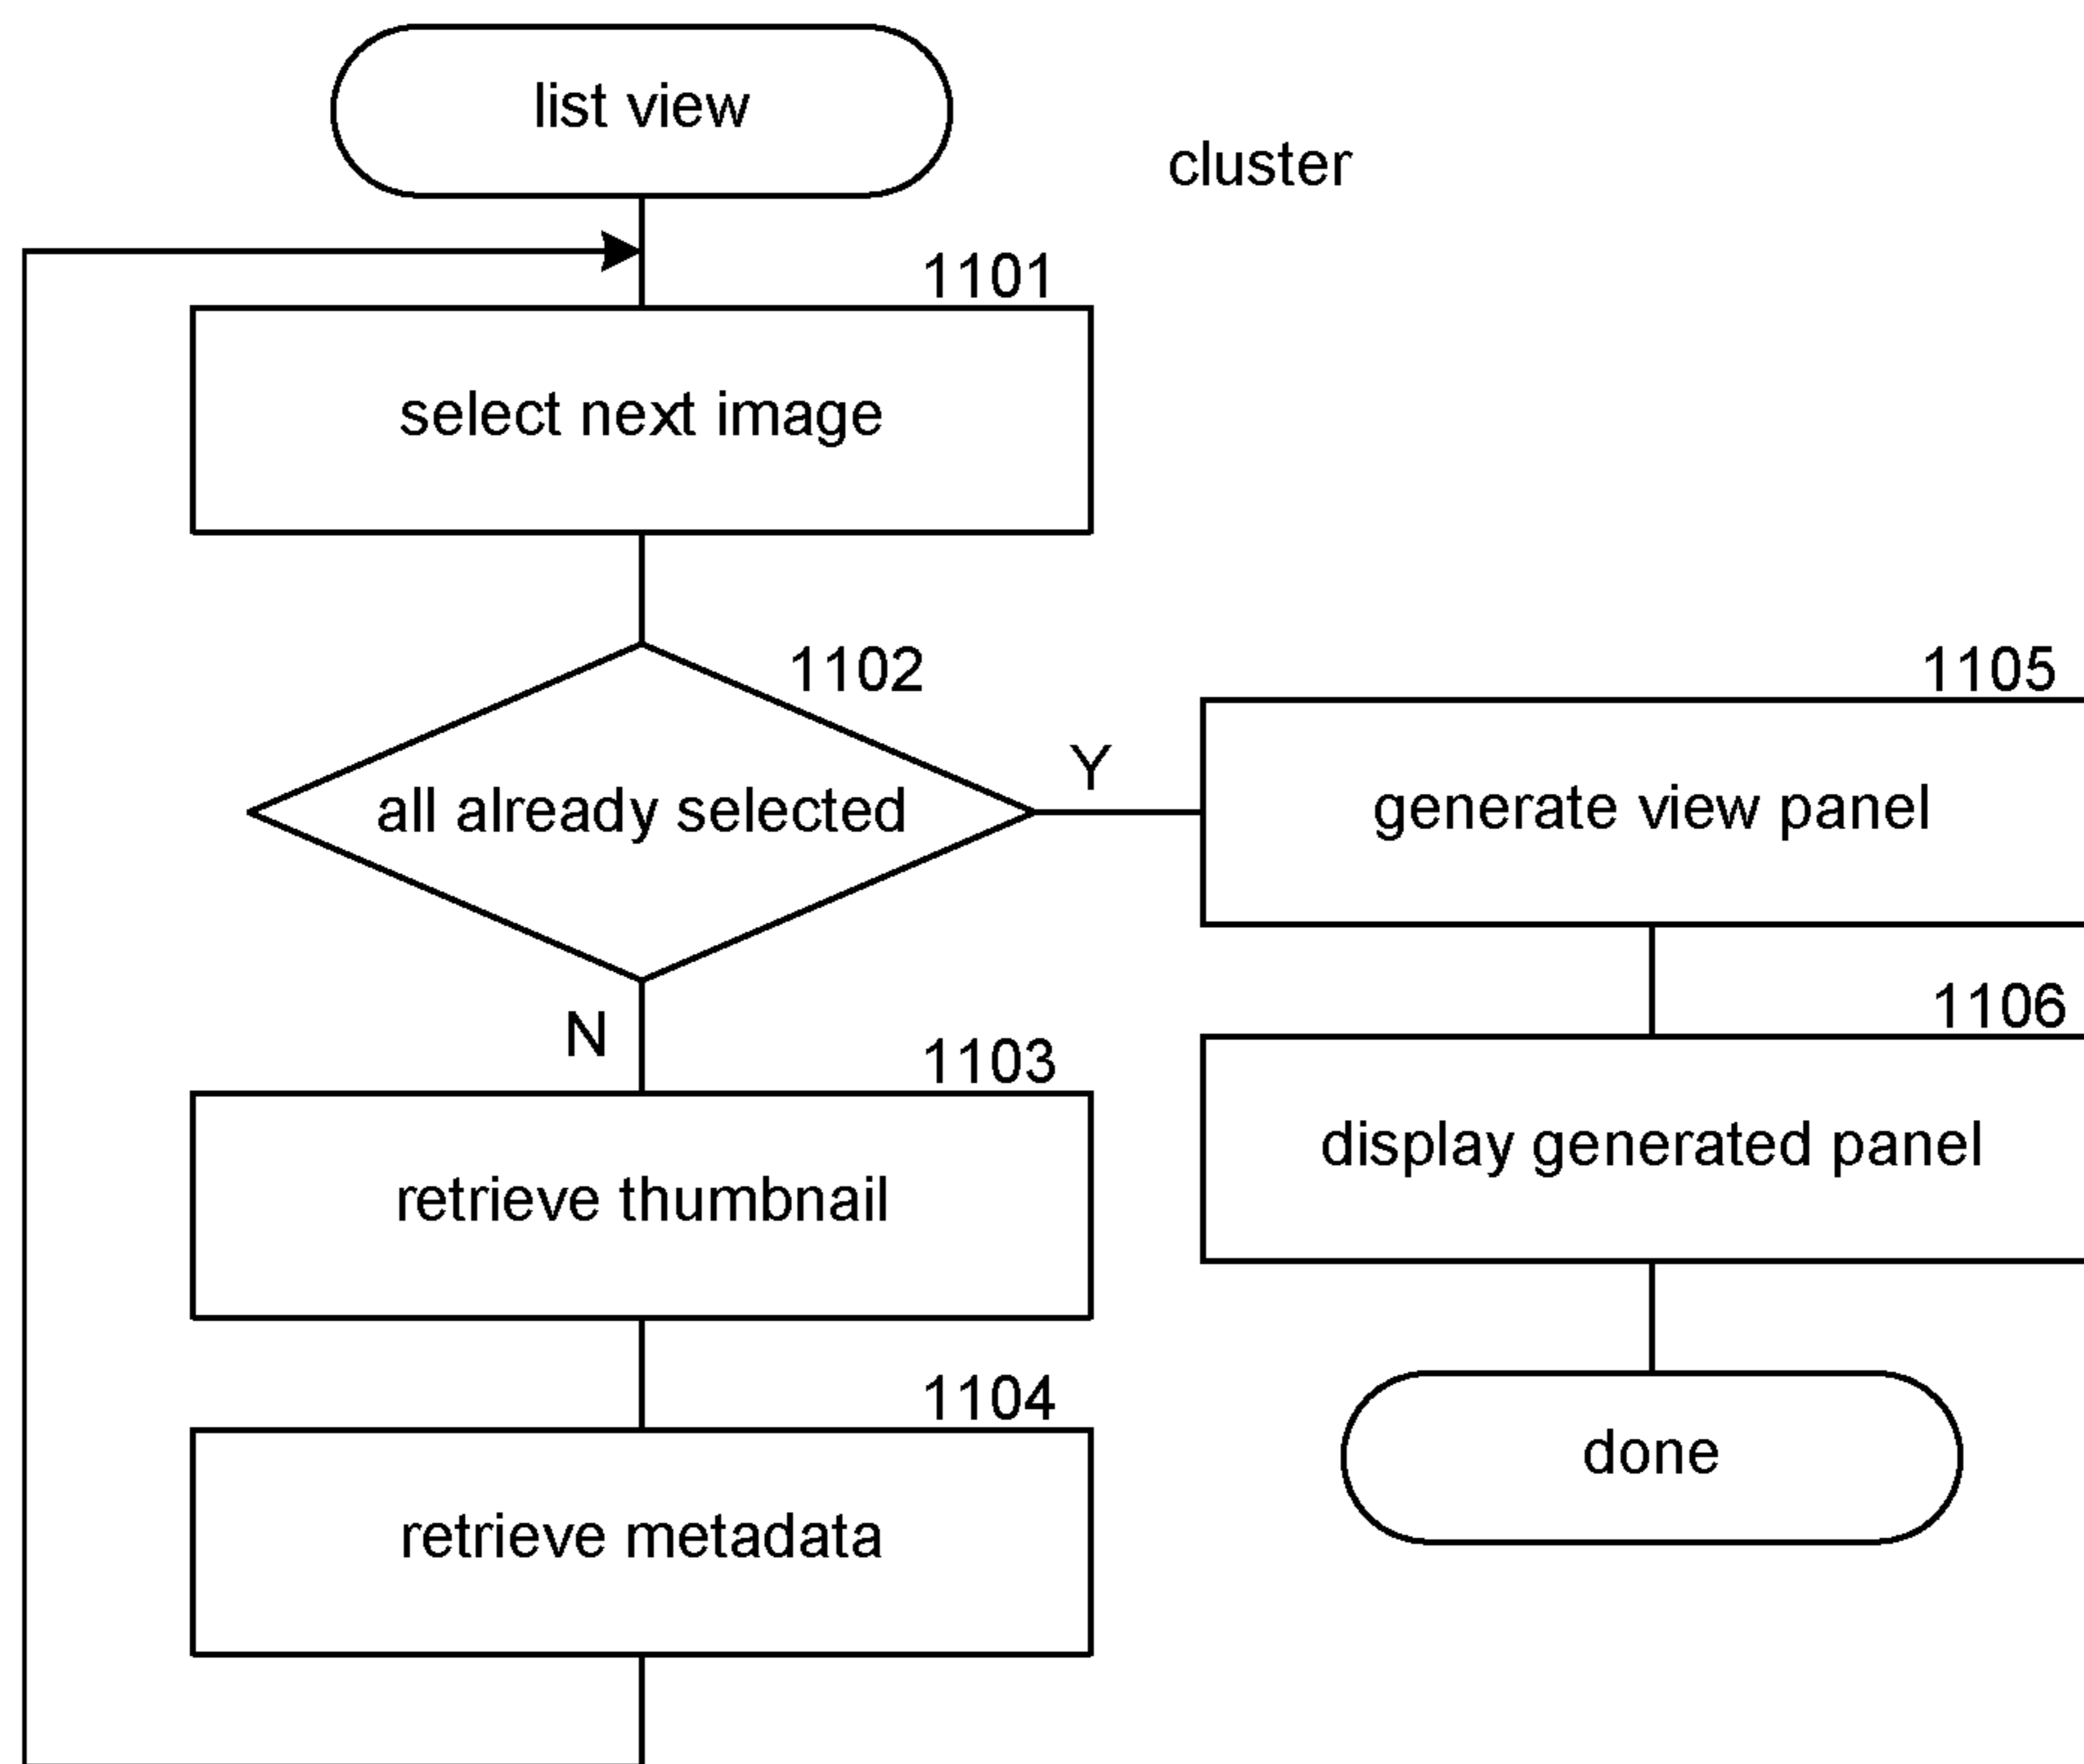 list view
cluster
1101
select next image
1102
all already selected
Y
N
1103
retrieve thumbnail
1104
retrieve metadata
1105
generate view panel
1106
display generated panel
done